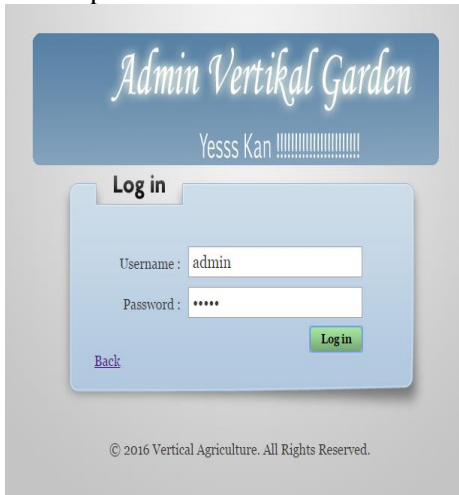 Admin Vertikal Garden
Yesss Kan !!!!!!!!!!!!!!!!!!!!!!
Log in
Username : admin
Password : •••••
Log in
Back
© 2016 Vertical Agriculture. All Rights Reserved.